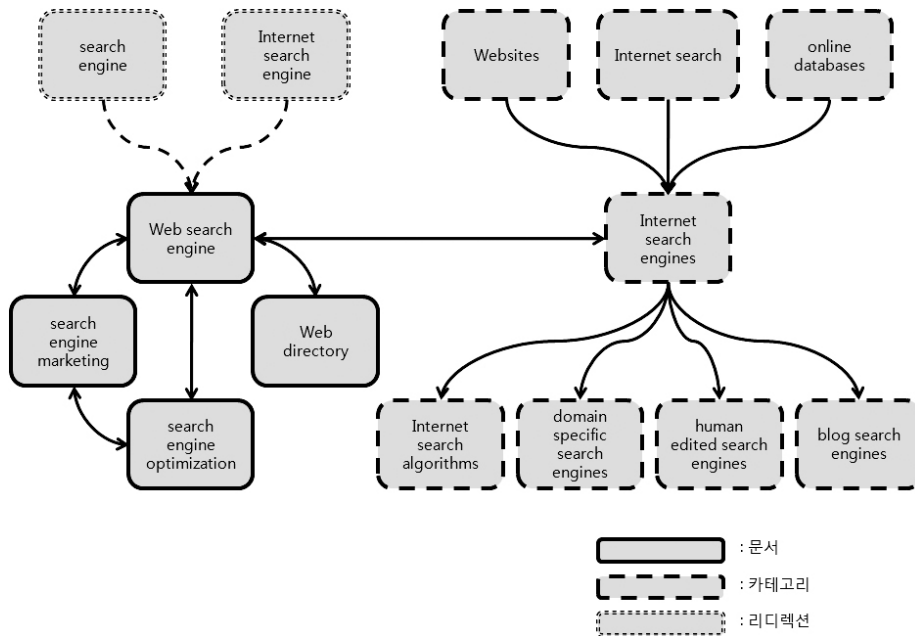 search
engine
Internet
search
engine
Websites
Internet search
online
databases
Web search
engine
Internet
search
engines
search
engine
marketing
Web
directory
search
engine
optimization
Internet
search
algorithms
domain
specific
search
engines
human
edited search
engines
blog search
engines
: 문서
: 카테고리
: 리디렉션